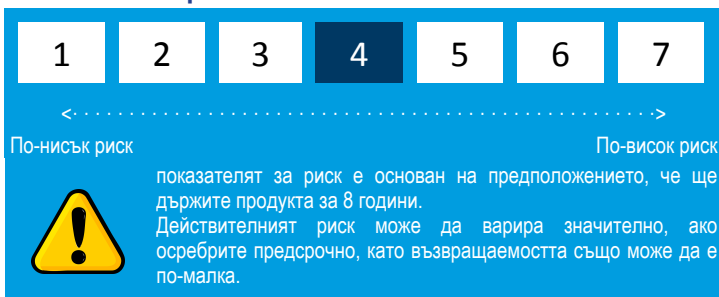 1 2 3 4 5 6 7
<· · · · · · · · · · · · · · · · · · · · · · · · · · · · · · · · · · · · · · · · · · · · · · · · · · · · ·>
По-нисък риск По-висок риск
показателят за риск е основан на предположението, че ще
държите продукта за 8 години.
Действителният риск може да варира значително, ако
осребрите предсрочно, като възвращаемостта също може да е
по-малка.